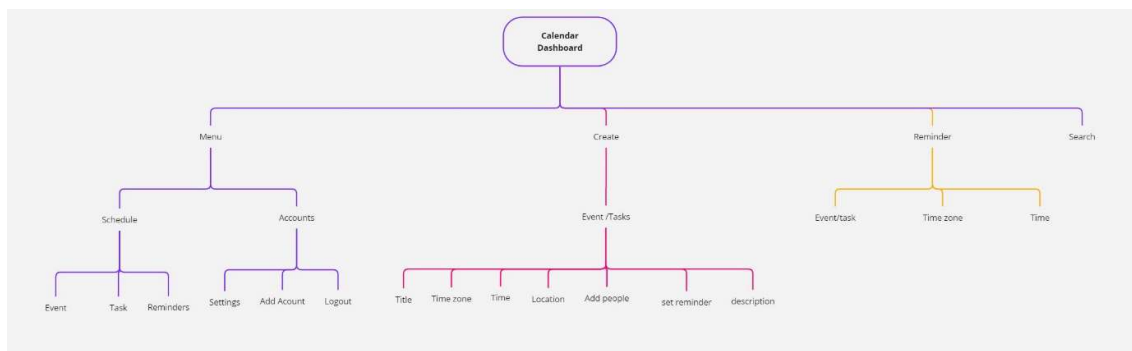 Calendar
Dashboard
Menu
Create
Reminder
Search
Schedule
Accounts
Event /Tasks
Event/task
Time zone
Time
Event
Task
Reminders
Settings
Add Acount
Logout
Title
Time zone
Time
Location
Add people
set reminder
description